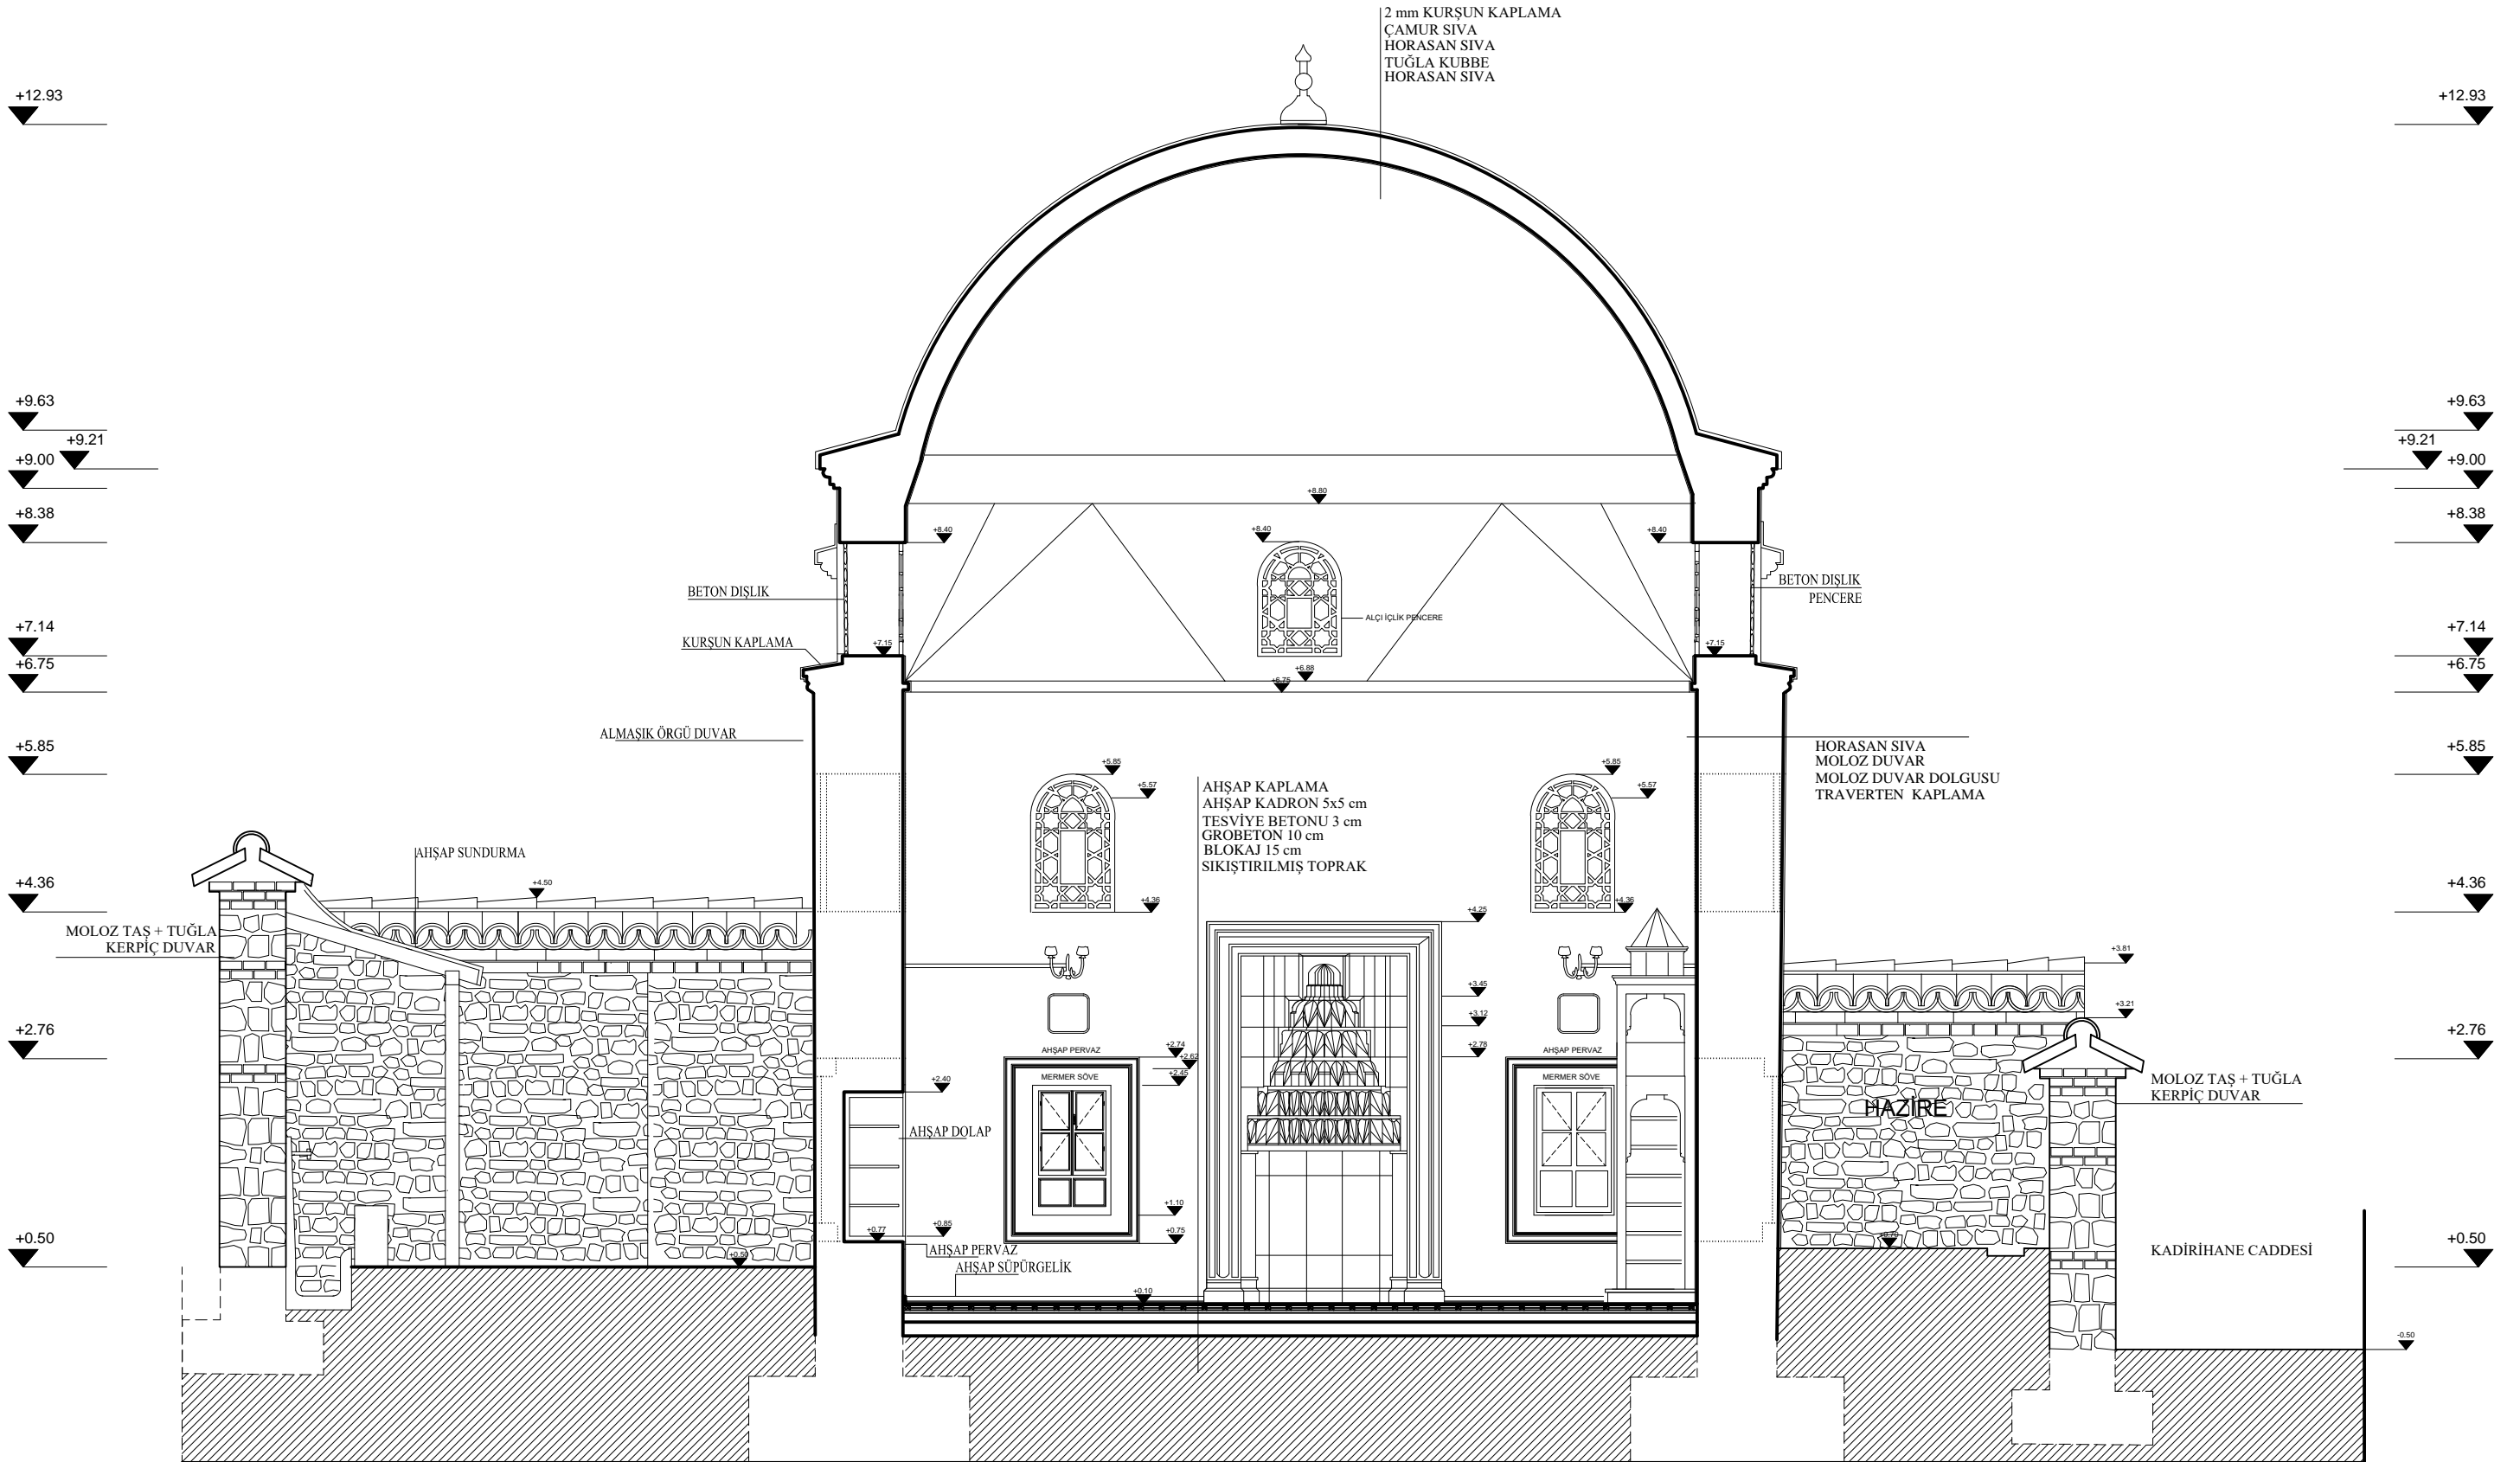 2 mm KURŞUN KAPLAMA
ÇAMUR SIVA
HORASAN SIVA
TUĞLA KUBBE
HORASAN SIVA
+12.93
+12.93
+9.63
+9.63
+9.21
+9.21
+9.00
+9.00
+8.80
+8.38
+8.40
+8.40
+8.40
+8.38
BETON DIŞLIK
BETON DIŞLIK
PENCERE
ALÇI İÇLİK PENCERE
+7.14
KURŞUN KAPLAMA
+7.15
+7.15
+7.14
+6.75
+6.88
+6.75
+6.75
ALMAŞIK ÖRGÜ DUVAR
HORASAN SIVA
MOLOZ DUVAR
MOLOZ DUVAR DOLGUSU
TRAVERTEN KAPLAMA
+5.85
+5.85
+5.85
+5.85
+5.57
+5.57
AHŞAP KAPLAMA
AHŞAP KADRON 5x5 cm
TESVİYE BETONU 3 cm
GROBETON 10 cm
BLOKAJ 15 cm
SIKIŞTIRILMIŞ TOPRAK
AHŞAP SUNDURMA
+4.36
+4.50
+4.36
+4.36
+4.36
+4.25
MOLOZ TAŞ + TUĞLA
KERPİÇ DUVAR
+3.81
+3.45
+3.21
+3.12
+2.76
AHŞAP PERVAZ
+2.74
+2.62
+2.45
+2.78
AHŞAP PERVAZ
+2.76
MERMER SÖVE
MERMER SÖVE
+2.40
MOLOZ TAŞ + TUĞLA
KERPİÇ DUVAR
HAZİRE
AHŞAP DOLAP
+1.10
+0.77
+0.85
+0.75
+0.70
+0.50
+0.50
AHŞAP PERVAZ
AHŞAP SÜPÜRGELİK
KADİRİHANE CADDESİ
+0.50
+0.10
-0.50